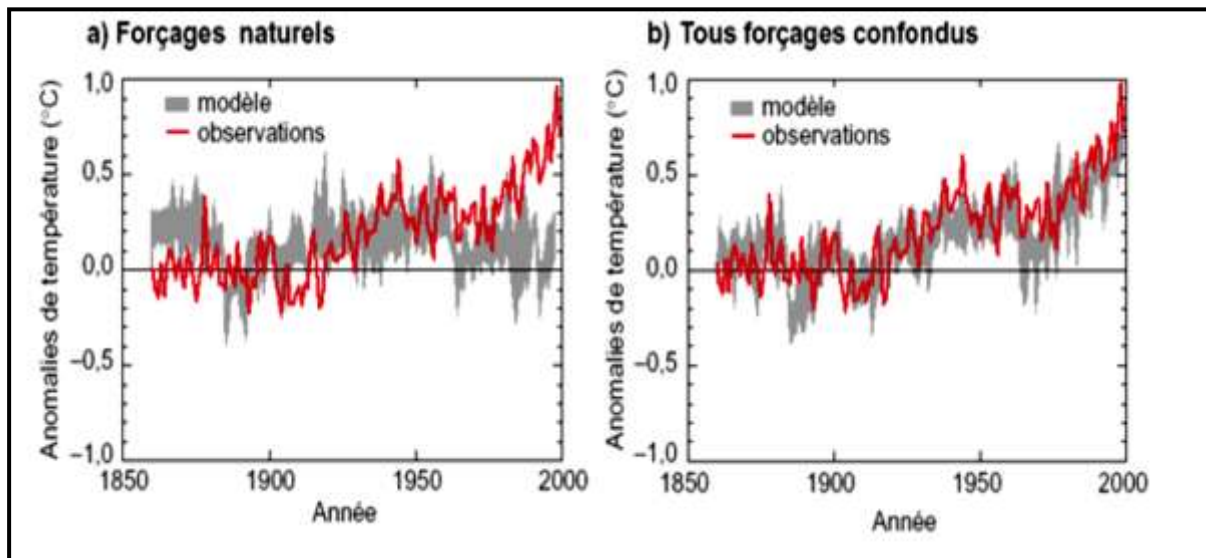 a) Forçages naturels
Anomalies de température (°C)
1,0
0,5
0,0
–0,5
–1,0
modèle
observations
1850
1900
1950
2000
Année
b) Tous forçages confondus
Anomalies de température (°C)
1,0
0,5
0,0
–0,5
–1,0
modèle
observations
1850
1900
1950
2000
Année